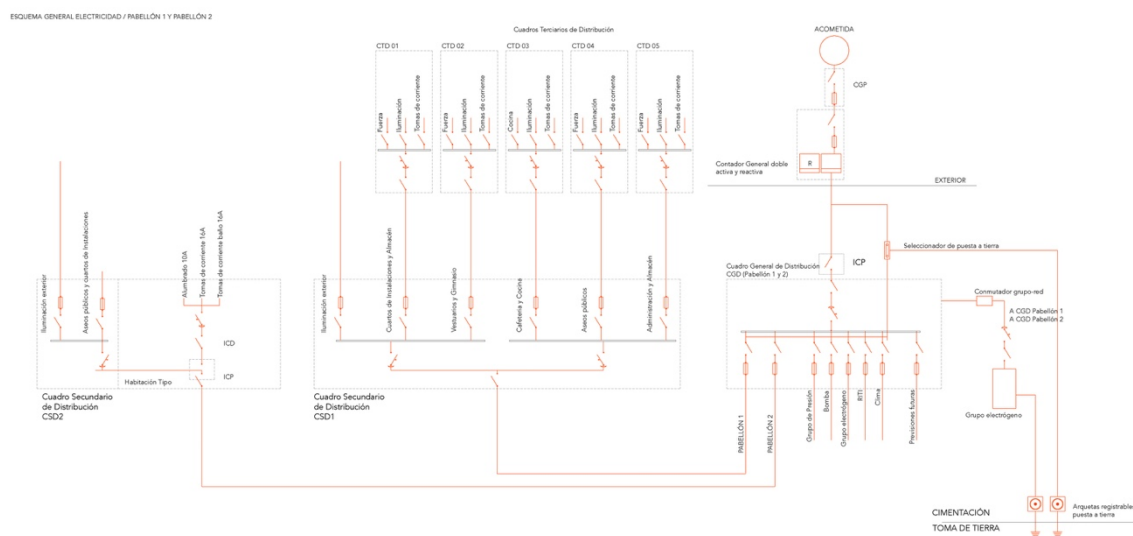 ESQUEMA GENERAL ELECTRICIDAD / PABELLÓN 1 Y PABELLÓN 2
Cuadros Terciarios de Distribución
CTD 01
CTD 02
CTD 03
CTD 04
CTD 05
Fuerza
Iluminación
Tomas de corriente
Fuerza
Iluminación
Tomas de corriente
Cocina
Iluminación
Tomas de corriente
Fuerza
Iluminación
Tomas de corriente
Fuerza
Iluminación
Tomas de corriente
ACOMETIDA
CGP
R
Contador General doble
activa y reactiva
EXTERIOR
Seleccionador de puesta a tierra
ICP
Cuadro General de Distribución
CGD (Pabellón 1 y 2)
Conmutador grupo-red
A CGD Pabellón 1
A CGD Pabellón 2
Grupo electrógeno
Iluminación exterior
Aseos públicos y cuartos de Instalaciones
Alumbrado 10A
Tomas de corriente 16A
Tomas de corriente baño 16A
ICD
ICP
Habitación Tipo
Cuadro Secundario
de Distribución
CSD2
Iluminación exterior
Cuartos de Instalaciones y Almacén
Vestuarios y Gimnasio
Cafetería y Cocina
Aseos públicos
Administración y Almacén
Cuadro Secundario
de Distribución
CSD1
PABELLÓN 1
PABELLÓN 2
Grupo de Presión
Bomba
Grupo electrógeno
RITI
Clima
Previsiones futuras
CIMENTACIÓN
TOMA DE TIERRA
Arquetas registrable
puesta a tierra